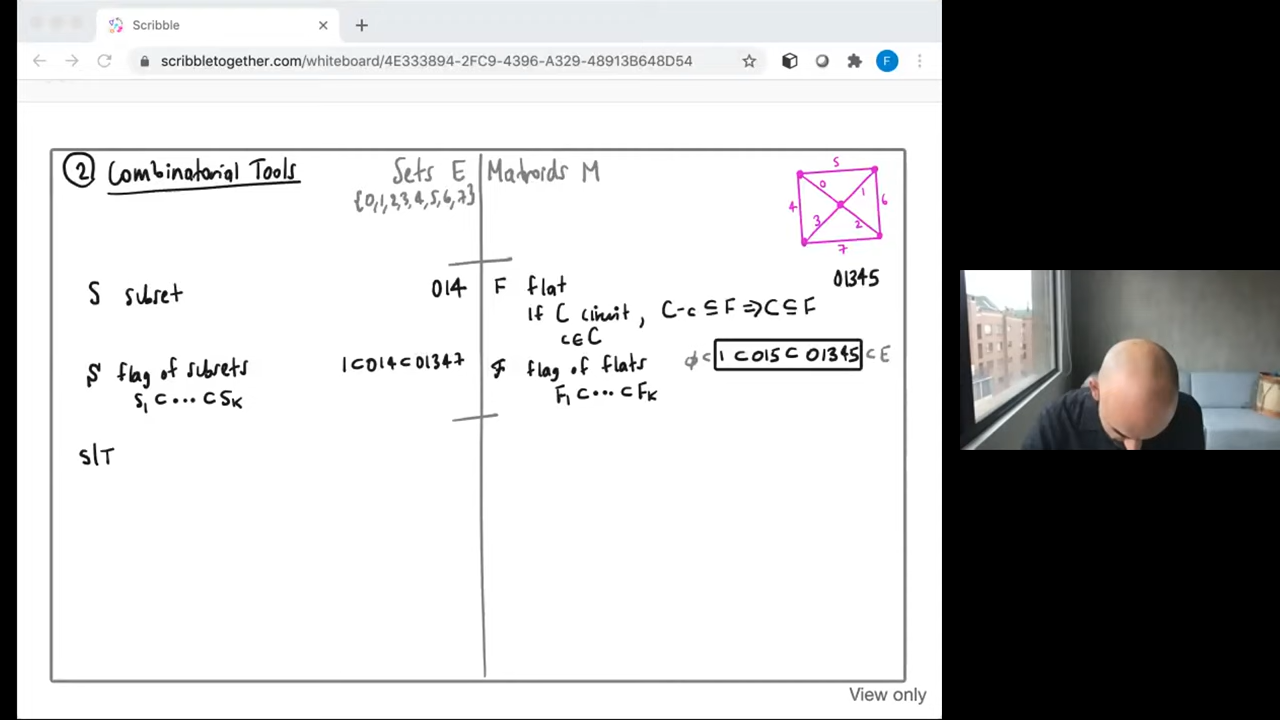 Scribble
scribbletogether.com/whiteboard/4E333894-2FC9-4396-A329-48913B648D54
F
② Combinatorial Tools
Sets E
{0,1,2,3,4,5,6,7}
Matroids M
5
0
1
4
6
3
2
7
S subset
014
F flat
01345
If C circuit, C-c ⊆ F ⇒ C ⊆ F
c∈C
S flag of subsets
1 ⊂ 014 ⊂ 01347
S₁ ⊂ ··· ⊂ Sₖ
F flag of flats
ϕ ⊂ 1 ⊂ 015 ⊂ 01345 ⊂ E
F₁ ⊂ ··· ⊂ Fₖ
S|T
View only